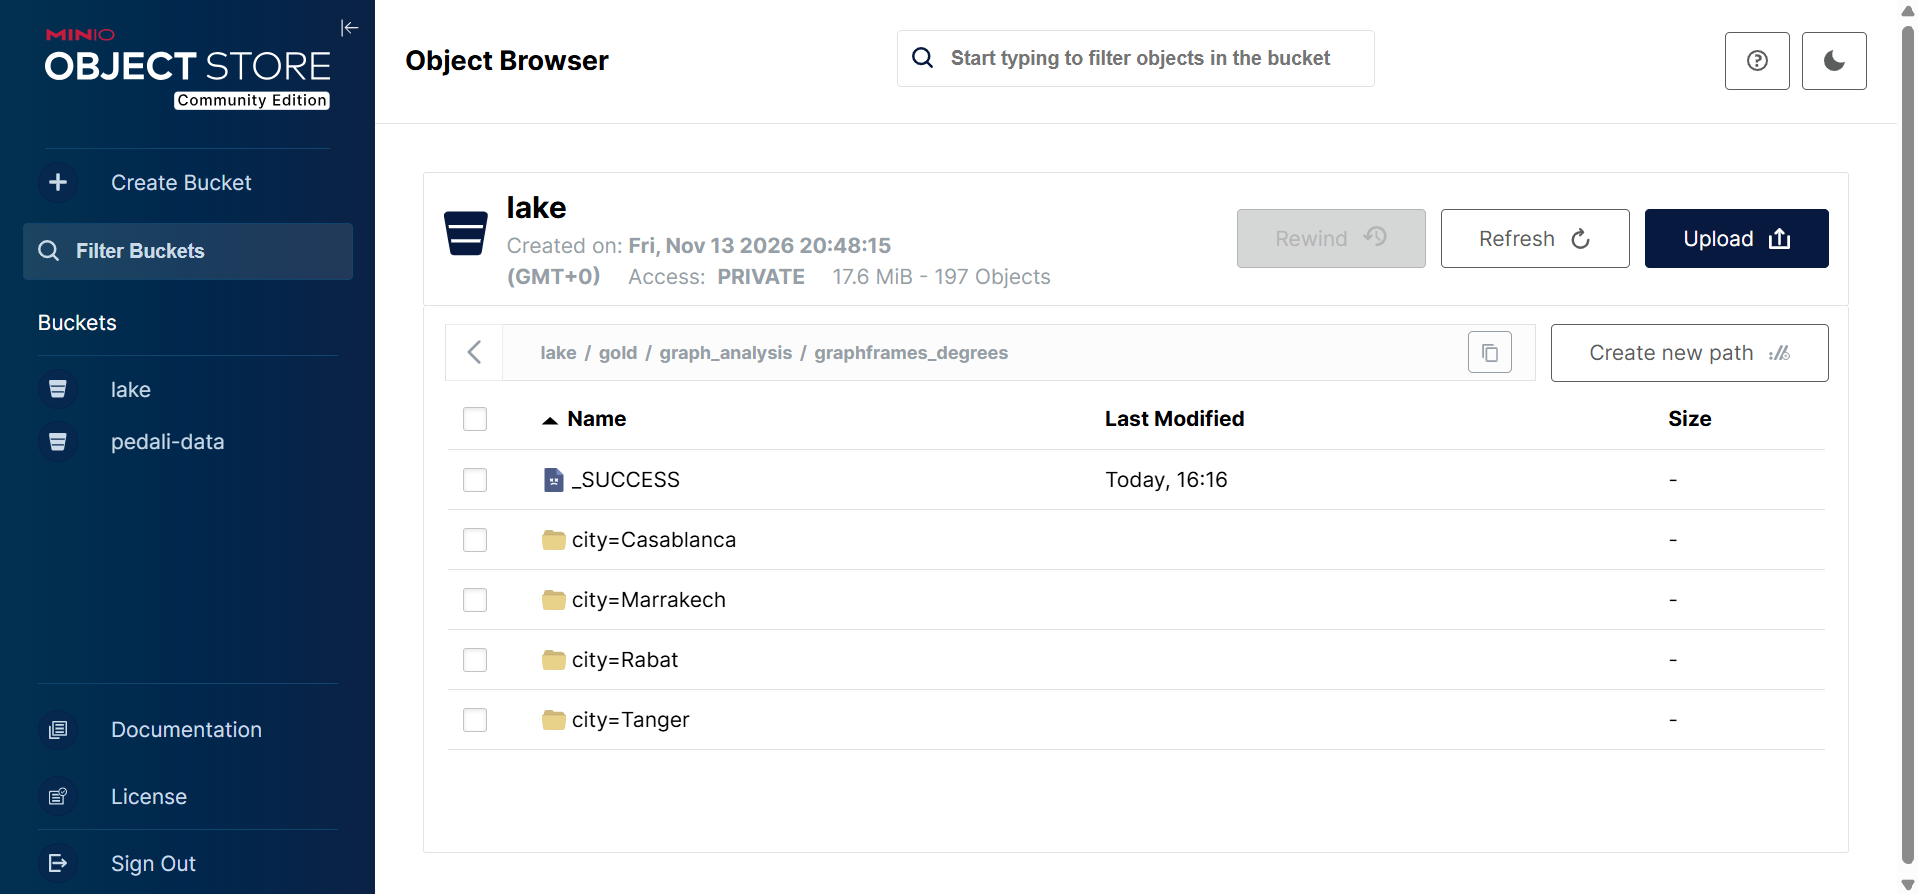 MINIO
OBJECT STORE
Community Edition
Create Bucket
Filter Buckets
Buckets
lake
pedali-data
Documentation
License
Sign Out
Object Browser
Start typing to filter objects in the bucket
lake
Created on: Fri, Nov 13 2026 20:48:15
(GMT+0) Access: PRIVATE 17.6 MiB - 197 Objects
Rewind
Refresh
Upload
lake / gold / graph_analysis / graphframes_degrees
Create new path
Name Last Modified Size
_SUCCESS Today, 16:16 -
city=Casablanca -
city=Marrakech -
city=Rabat -
city=Tanger -